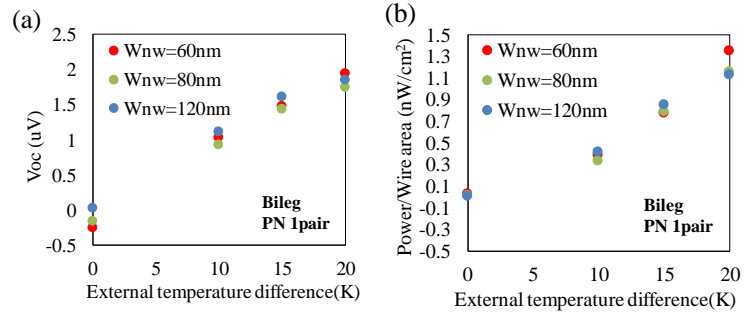 (a)
Wnw=60nm
Wnw=80nm
Wnw=120nm
Voc (uV)
2.5
2
1.5
1
0.5
0
-0.5
Bileg
PN 1pair
0 5 10 15 20
External temperature difference(K)
(b)
Wnw=60nm
Wnw=80nm
Wnw=120nm
Power/Wire area (nW/cm²)
1.5
1.3
1.1
0.9
0.7
0.5
0.3
0.1
-0.1
-0.3
-0.5
Bileg
PN 1pair
0 5 10 15 20
External temperature difference(K)